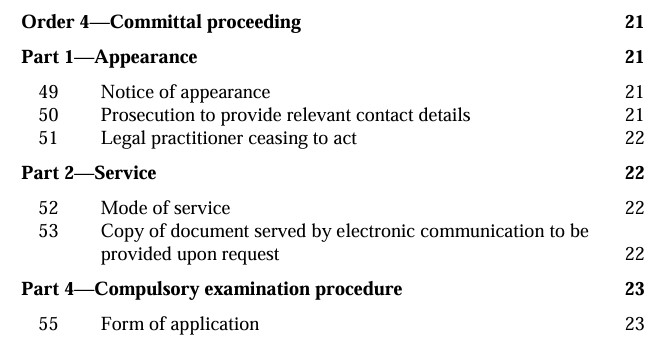 Order 4—Committal proceeding 21
Part 1—Appearance 21
49 Notice of appearance 21
50 Prosecution to provide relevant contact details 21
51 Legal practitioner ceasing to act 22
Part 2—Service 22
52 Mode of service 22
53 Copy of document served by electronic communication to be
provided upon request 22
Part 4—Compulsory examination procedure 23
55 Form of application 23